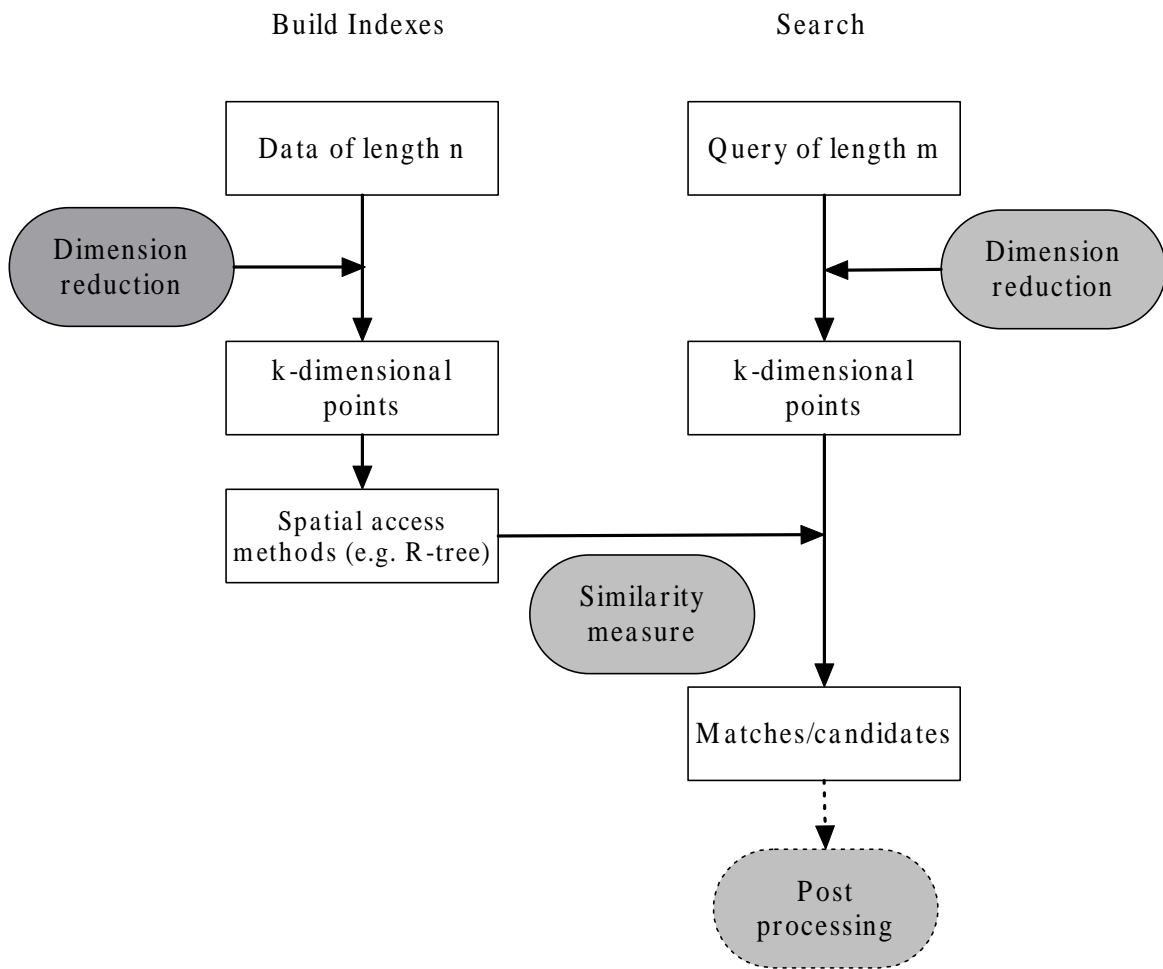 Build Indexes
Search
Data of length n
Query of length m
Dimension
reduction
Dimension
reduction
k-dimensional
points
k-dimensional
points
Spatial access
methods (e.g. R-tree)
Similarity
measure
Matches/candidates
Post
processing